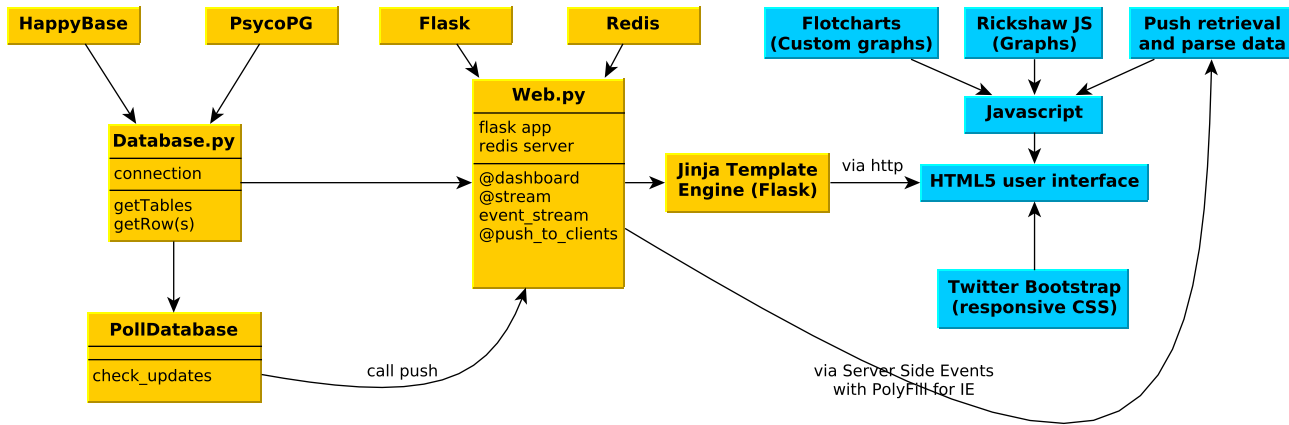 HappyBase
PsycoPG
Flask
Redis
Flotcharts
(Custom graphs)
Rickshaw JS
(Graphs)
Push retrieval
and parse data
Web.py
flask app
redis server
@dashboard
@stream
event_stream
@push_to_clients
Database.py
connection
getTables
getRow(s)
Javascript
Jinja Template
Engine (Flask)
via http
HTML5 user interface
Twitter Bootstrap
(responsive CSS)
PollDatabase
check_updates
call push
via Server Side Events
with PolyFill for IE